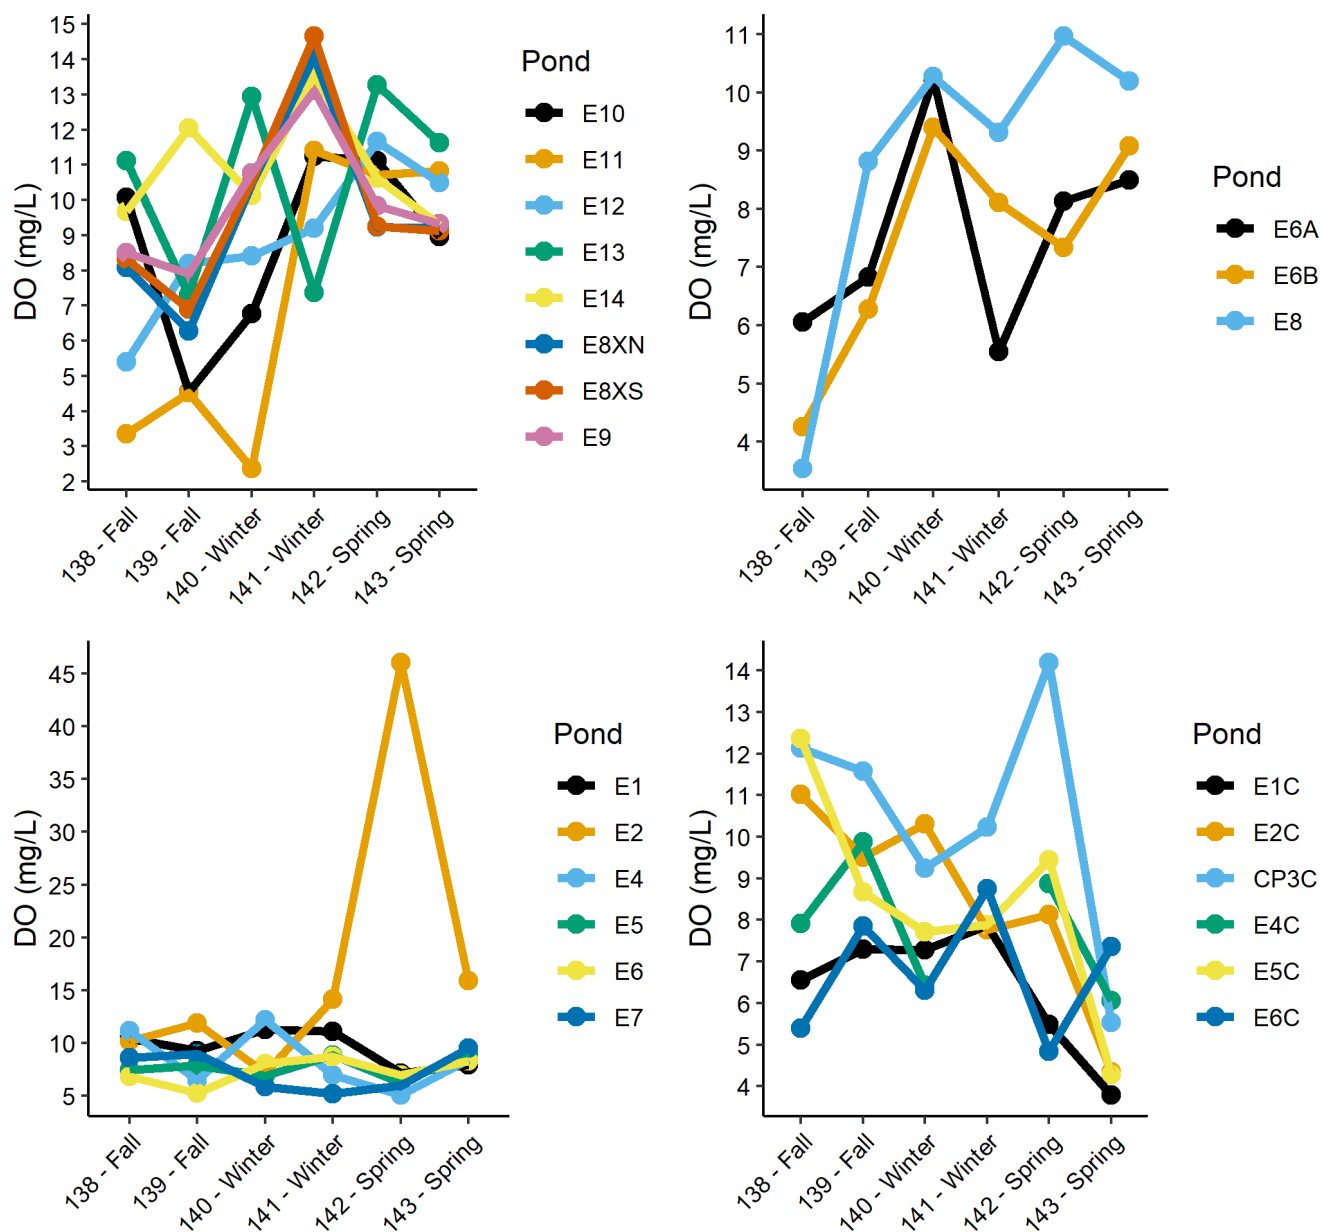 DO (mg/L)
15
14
13
12
11
10
9
8
7
6
5
4
3
2
138 - Fall
139 - Fall
140 - Winter
141 - Winter
142 - Spring
143 - Spring
Pond
E10
E11
E12
E13
E14
E8XN
E8XS
E9
DO (mg/L)
11
10
9
8
7
6
5
4
138 - Fall
139 - Fall
140 - Winter
141 - Winter
142 - Spring
143 - Spring
Pond
E6A
E6B
E8
DO (mg/L)
45
40
35
30
25
20
15
10
5
138 - Fall
139 - Fall
140 - Winter
141 - Winter
142 - Spring
143 - Spring
Pond
E1
E2
E4
E5
E6
E7
DO (mg/L)
14
13
12
11
10
9
8
7
6
5
4
138 - Fall
139 - Fall
140 - Winter
141 - Winter
142 - Spring
143 - Spring
Pond
E1C
E2C
CP3C
E4C
E5C
E6C